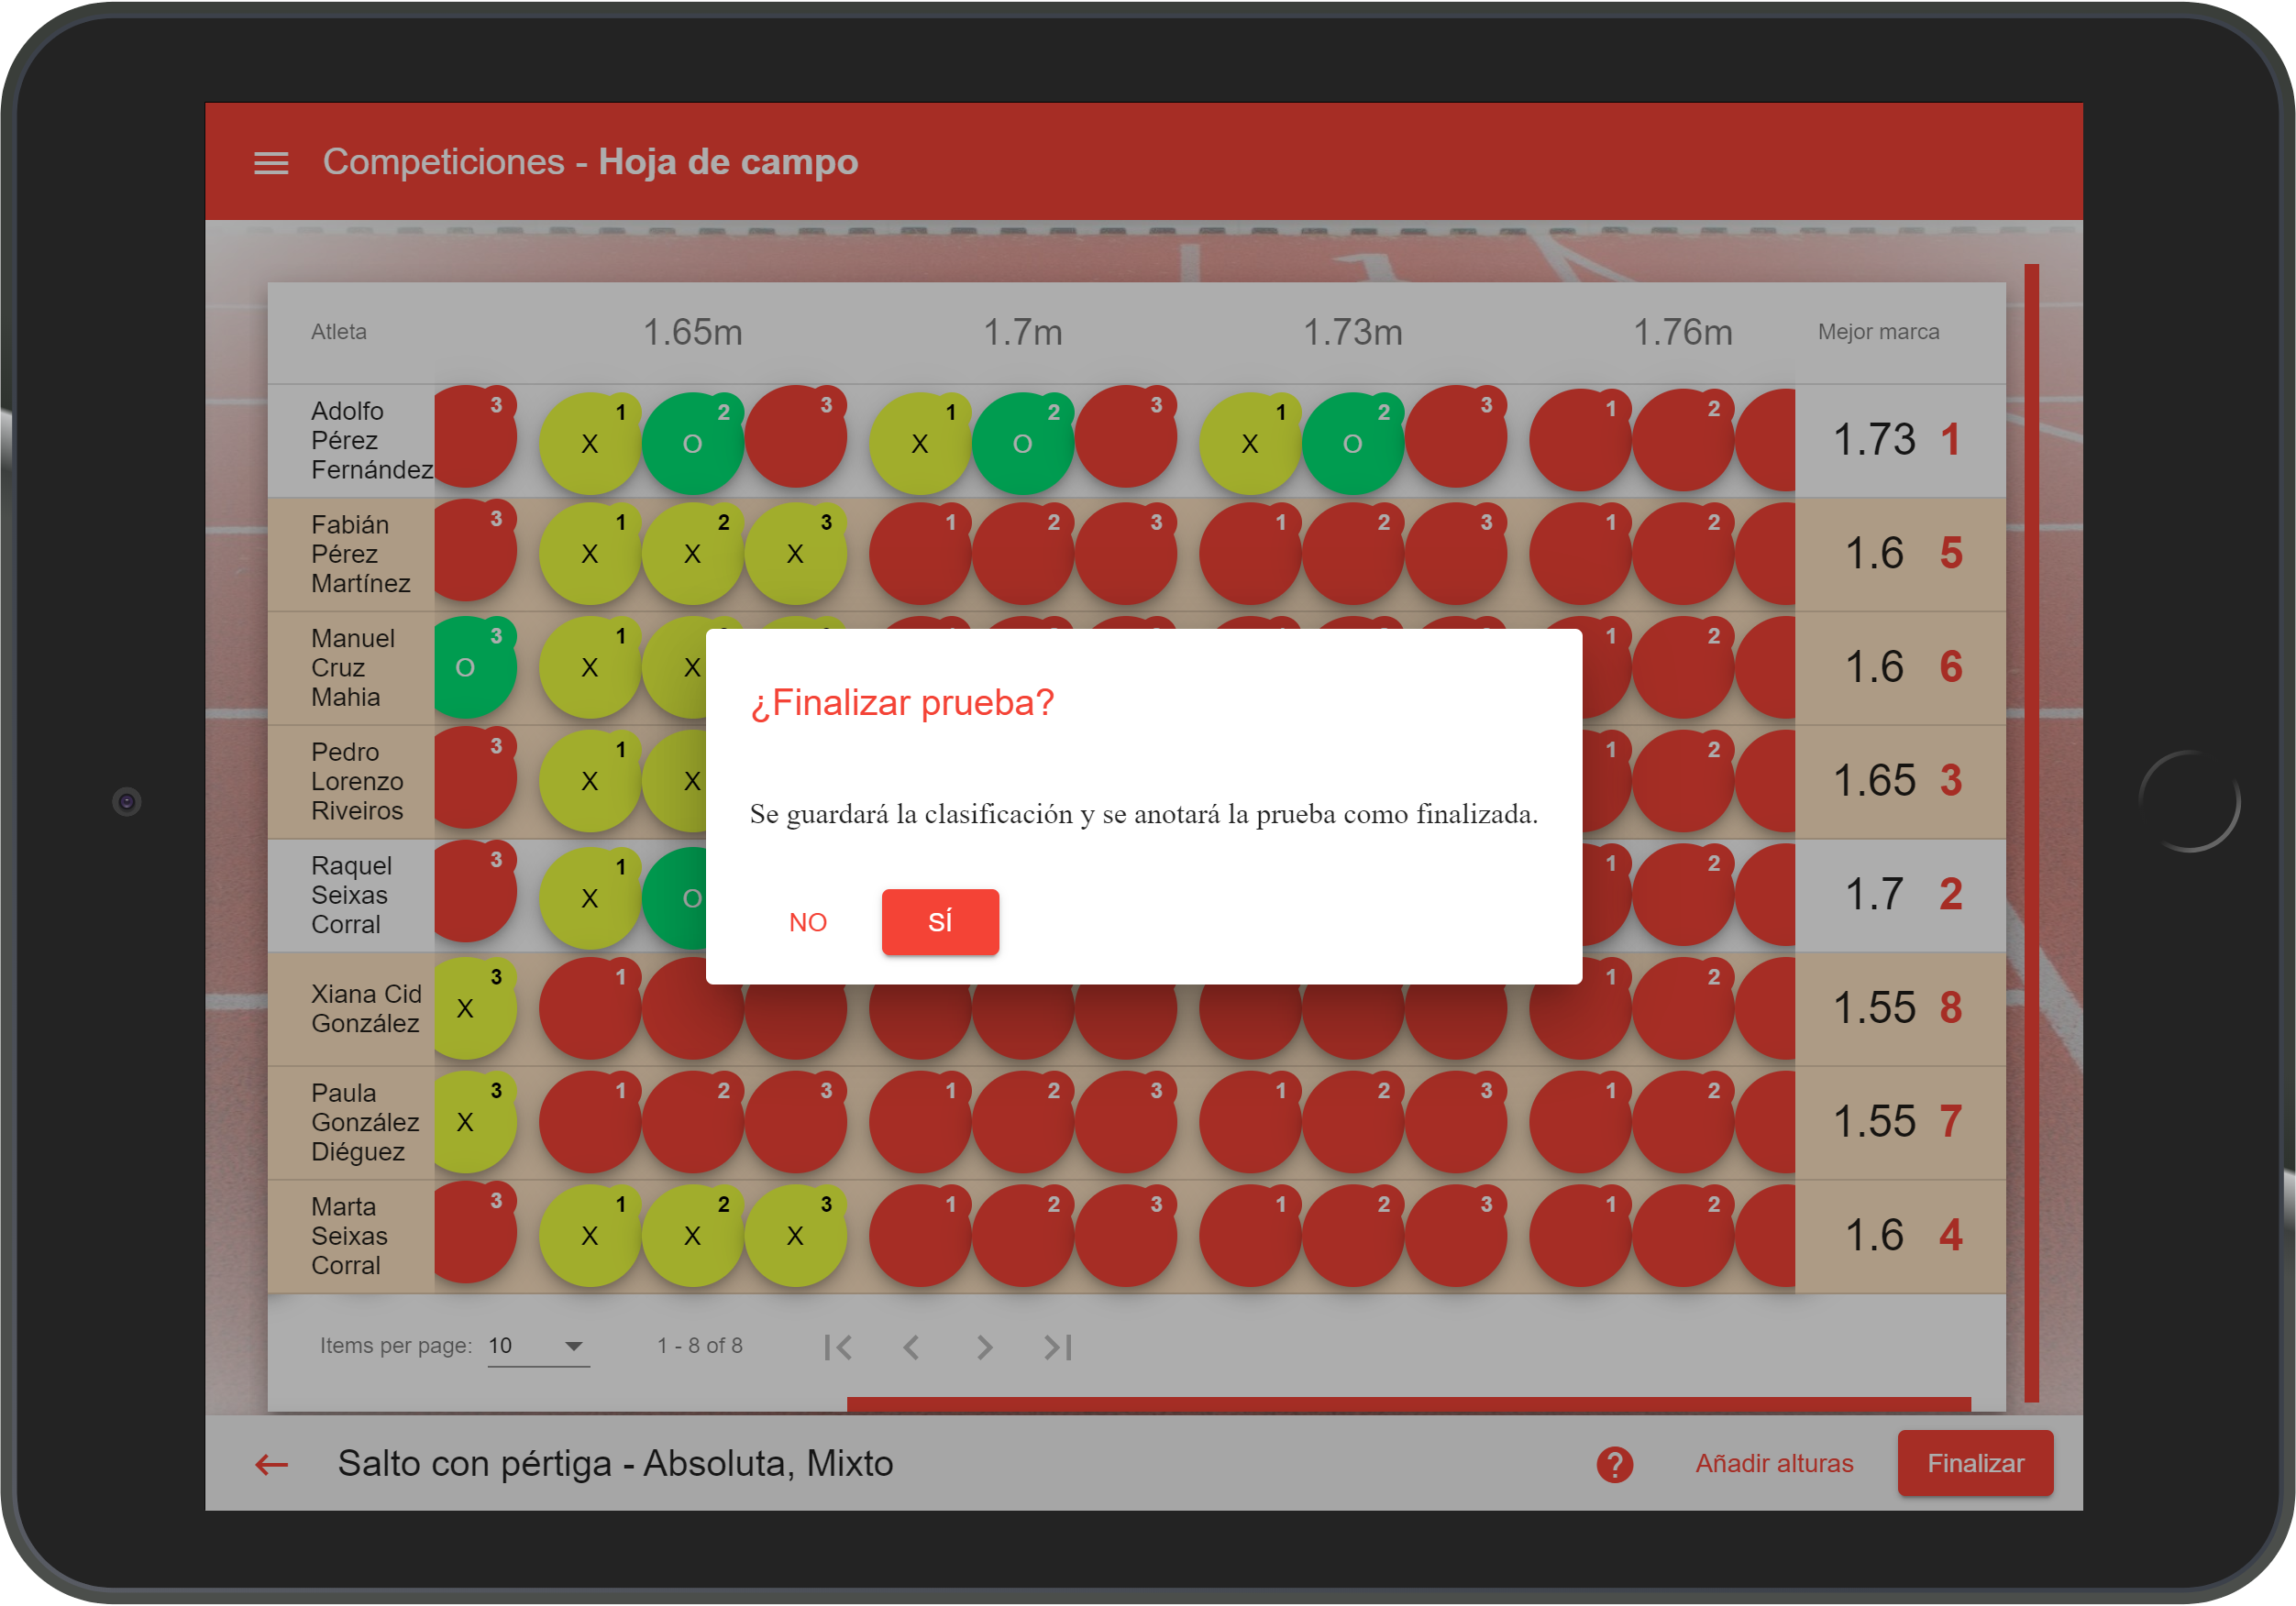 Competiciones - Hoja de campo
Atleta 1.65m 1.7m 1.73m 1.76m Mejor marca
Adolfo Pérez Fernández 3 1 X 2 O 3 1 X 2 O 3 1 X 2 O 3 1 2 1.73 1
Fabián Pérez Martínez 3 1 X 2 X 3 X 1 2 3 1 2 3 1 2 1.6 5
Manuel Cruz Mahia 3 O 1 X X 1 2 1.6 6
Pedro Lorenzo Riveiros 3 1 X X 1 2 1.65 3
Raquel Seixas Corral 3 1 X O 1 2 1.7 2
Xiana Cid González 3 X 1 1 2 1.55 8
Paula González Diéguez 3 X 1 2 3 1 2 3 1 2 3 1 2 1.55 7
Marta Seixas Corral 3 1 X 2 X 3 X 1 2 3 1 2 3 1 2 1.6 4
¿Finalizar prueba?
Se guardará la clasificación y se anotará la prueba como finalizada.
NO SÍ
Items per page: 10 1 - 8 of 8
Salto con pértiga - Absoluta, Mixto ? Añadir alturas Finalizar